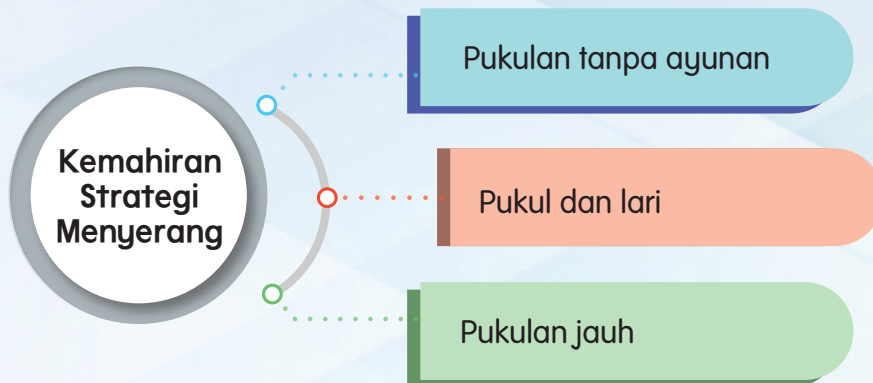 Kemahiran
Strategi
Menyerang
Pukulan tanpa ayunan
Pukul dan lari
Pukulan jauh